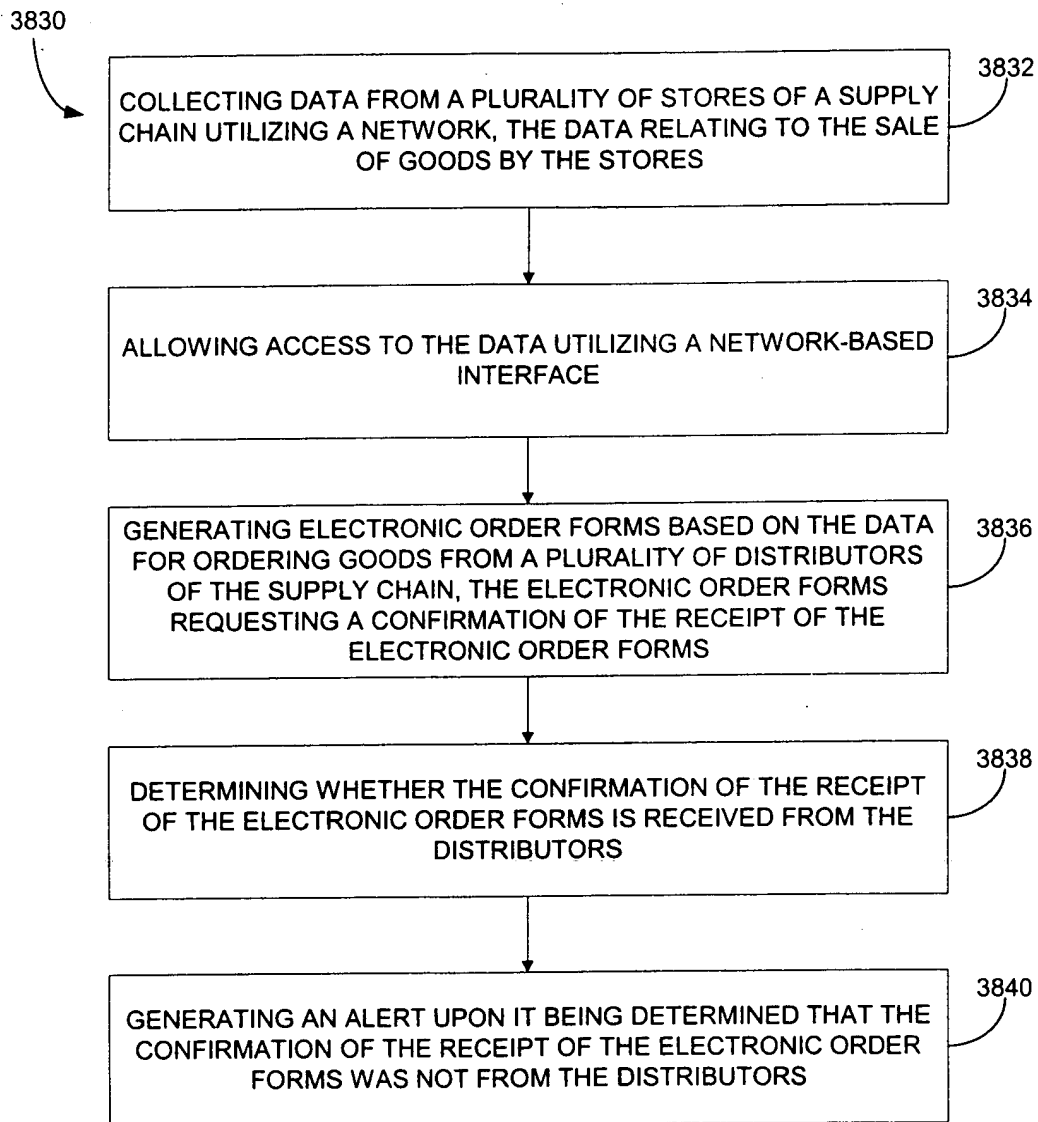 3830
3832
COLLECTING DATA FROM A PLURALITY OF STORES OF A SUPPLY
CHAIN UTILIZING A NETWORK, THE DATA RELATING TO THE SALE
OF GOODS BY THE STORES
3834
ALLOWING ACCESS TO THE DATA UTILIZING A NETWORK-BASED
INTERFACE
3836
GENERATING ELECTRONIC ORDER FORMS BASED ON THE DATA
FOR ORDERING GOODS FROM A PLURALITY OF DISTRIBUTORS
OF THE SUPPLY CHAIN, THE ELECTRONIC ORDER FORMS
REQUESTING A CONFIRMATION OF THE RECEIPT OF THE
ELECTRONIC ORDER FORMS
3838
DETERMINING WHETHER THE CONFIRMATION OF THE RECEIPT
OF THE ELECTRONIC ORDER FORMS IS RECEIVED FROM THE
DISTRIBUTORS
3840
GENERATING AN ALERT UPON IT BEING DETERMINED THAT THE
CONFIRMATION OF THE RECEIPT OF THE ELECTRONIC ORDER
FORMS WAS NOT FROM THE DISTRIBUTORS